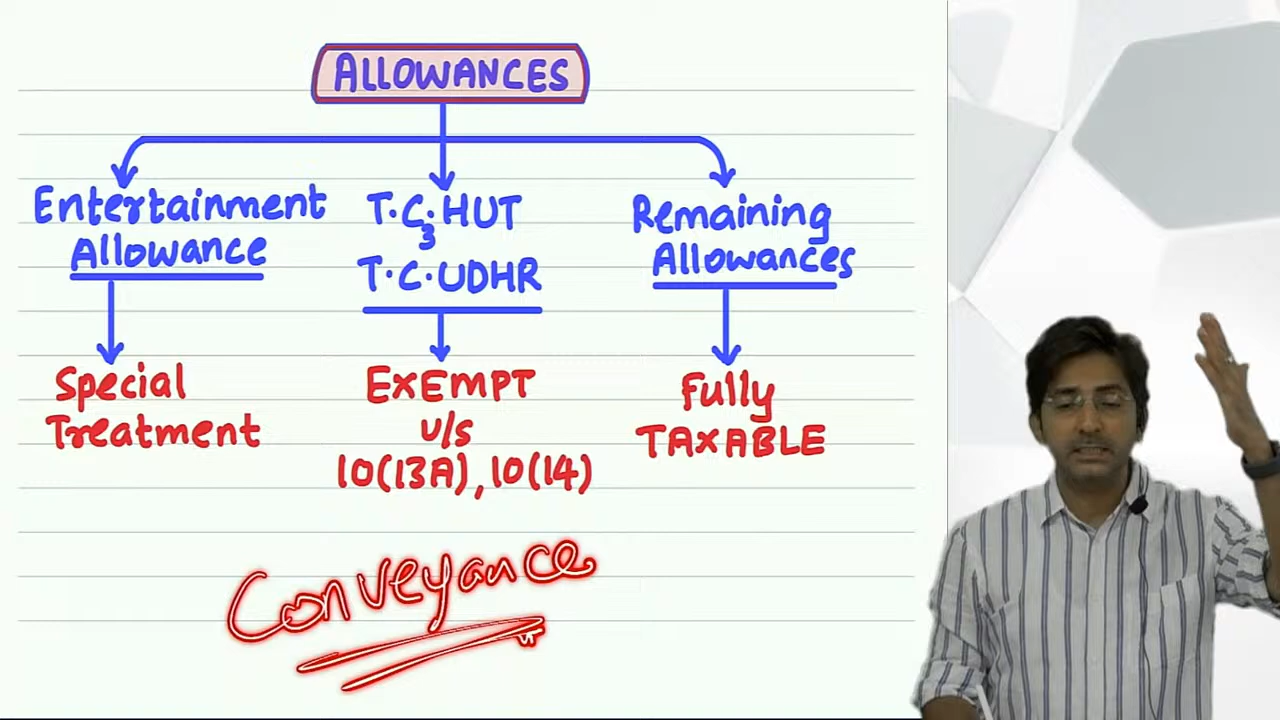 ALLOWANCES
Entertainment
Allowance
T.C3.HUT
T.C.UDHR
Remaining
Allowances
Special
Treatment
EXEMPT
u/s
10(13A), 10(14)
Fully
TAXABLE
Conveyance